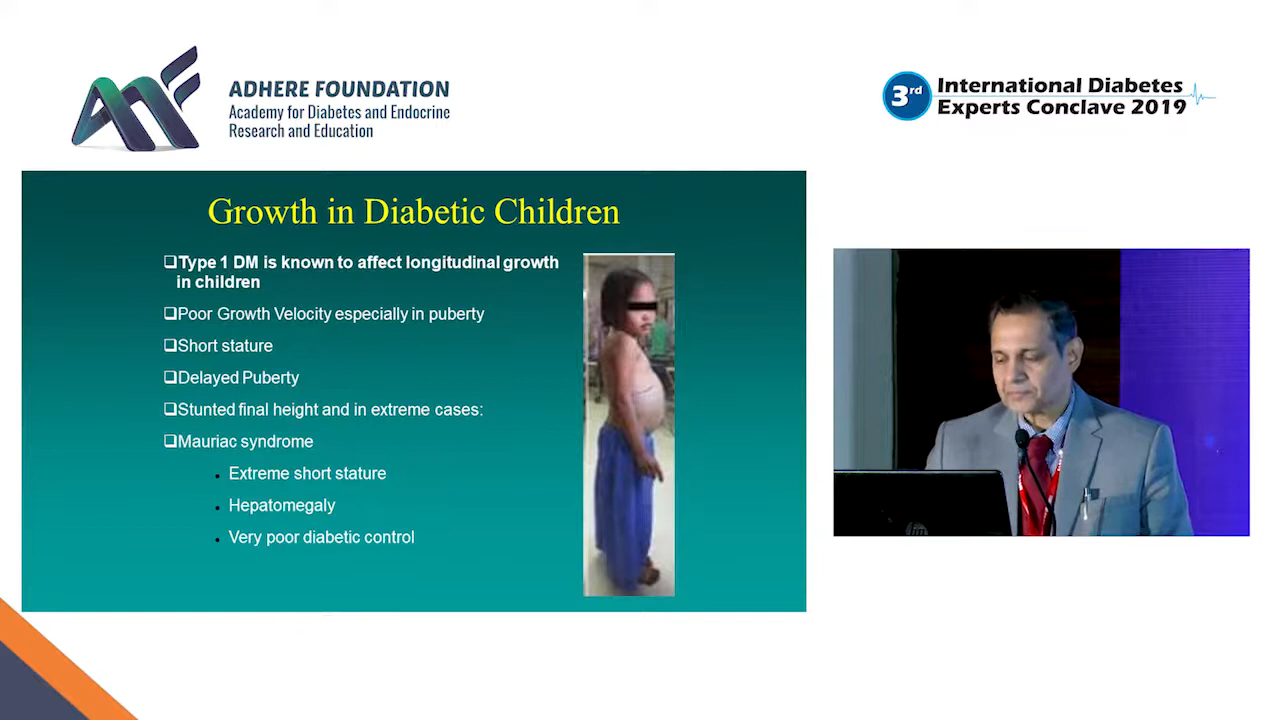 ADHERE FOUNDATION
Academy for Diabetes and Endocrine
Research and Education
3rd
International Diabetes
Experts Conclave 2019
Growth in Diabetic Children
Type 1 DM is known to affect longitudinal growth
in children
Poor Growth Velocity especially in puberty
Short stature
Delayed Puberty
Stunted final height and in extreme cases:
Mauriac syndrome
Extreme short stature
Hepatomegaly
Very poor diabetic control
hp